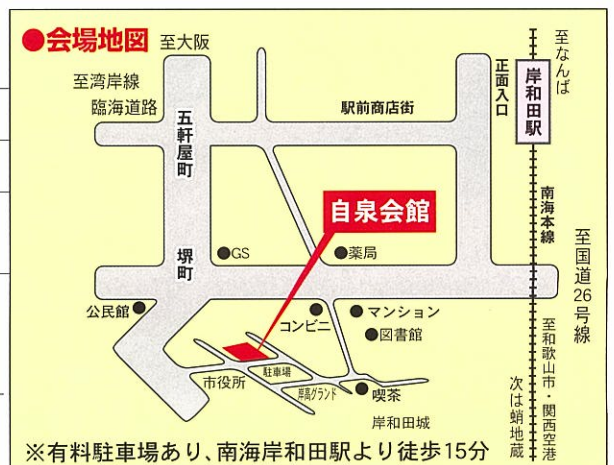 ●会場地図
至大阪
至なんば
至湾岸線
臨海道路
五軒屋町
駅前商店街
正面入口
岸和田駅
自泉会館
南海本線
堺町
GS
薬局
至国道26号線
公民館
コンビニ
マンション
図書館
市役所
駐車場
岸高グランド
喫茶
岸和田城
至和歌山市・関西空港
次は蛸地蔵
※有料駐車場あり、南海岸和田駅より徒歩15分